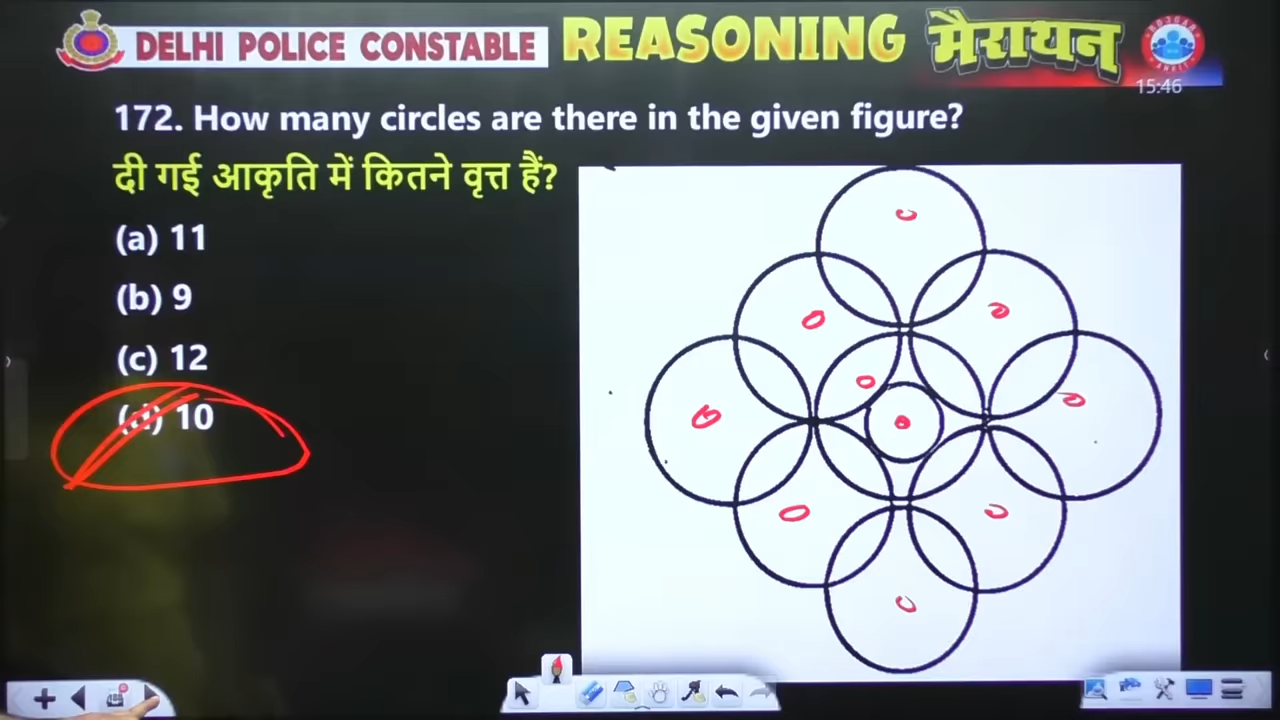 DELHI POLICE CONSTABLE REASONING मैराथन
15:46
172. How many circles are there in the given figure?
दी गई आकृति में कितने वृत्त हैं?
(a) 11
(b) 9
(c) 12
(d) 10